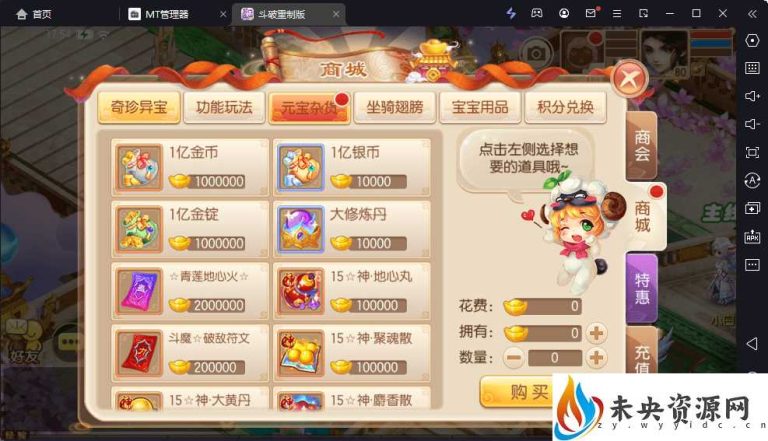 首页
MT管理器
斗破重制版
商城
80
奇珍异宝
功能玩法
元宝杂货
坐骑翅膀
宝宝用品
积分兑换
1亿金币
1000000
1亿银币
10000
1亿金锭
1000000
大修炼丹
10000
☆青莲地心火☆
2000000
15☆神·地心丸
100000
斗魔☆破敌符文
200000
15☆神·聚魂散
100000
15☆神·大黄丹
15☆神·麝香散
点击左侧选择想
要的道具哦~
花费:
0
拥有:
0
数量:
0
购买
商会
商城
特惠
充值
好友
APK
未央资源网
zy.wyyidc.cn